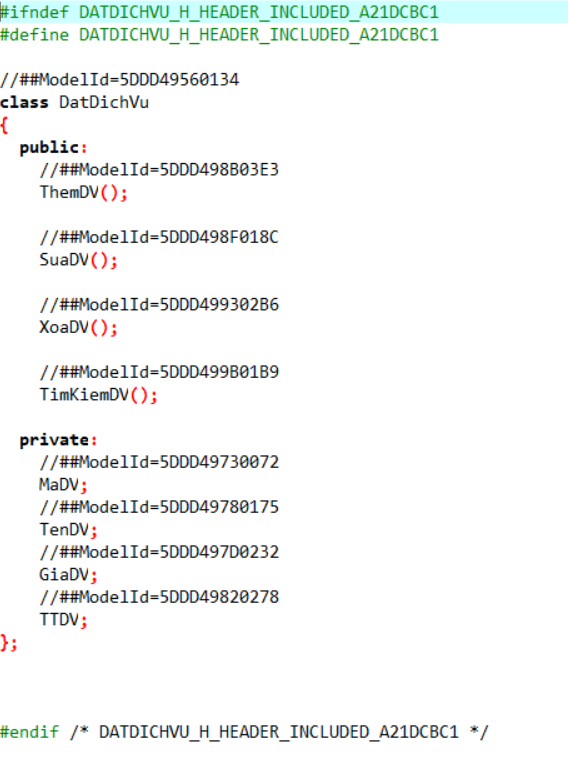 #ifndef DATDICHVU_H_HEADER_INCLUDED_A21DCBC1
#define DATDICHVU_H_HEADER_INCLUDED_A21DCBC1
//##ModelId=5DDD49560134
class DatDichVu
{
public:
//##ModelId=5DDD498B03E3
ThemDV();
//##ModelId=5DDD498F018C
SuaDV();
//##ModelId=5DDD499302B6
XoaDV();
//##ModelId=5DDD499B01B9
TimKiemDV();
private:
//##ModelId=5DDD49730072
MaDV;
//##ModelId=5DDD49780175
TenDV;
//##ModelId=5DDD497D0232
GiaDV;
//##ModelId=5DDD49820278
TTDV;
};
#endif /* DATDICHVU_H_HEADER_INCLUDED_A21DCBC1 */